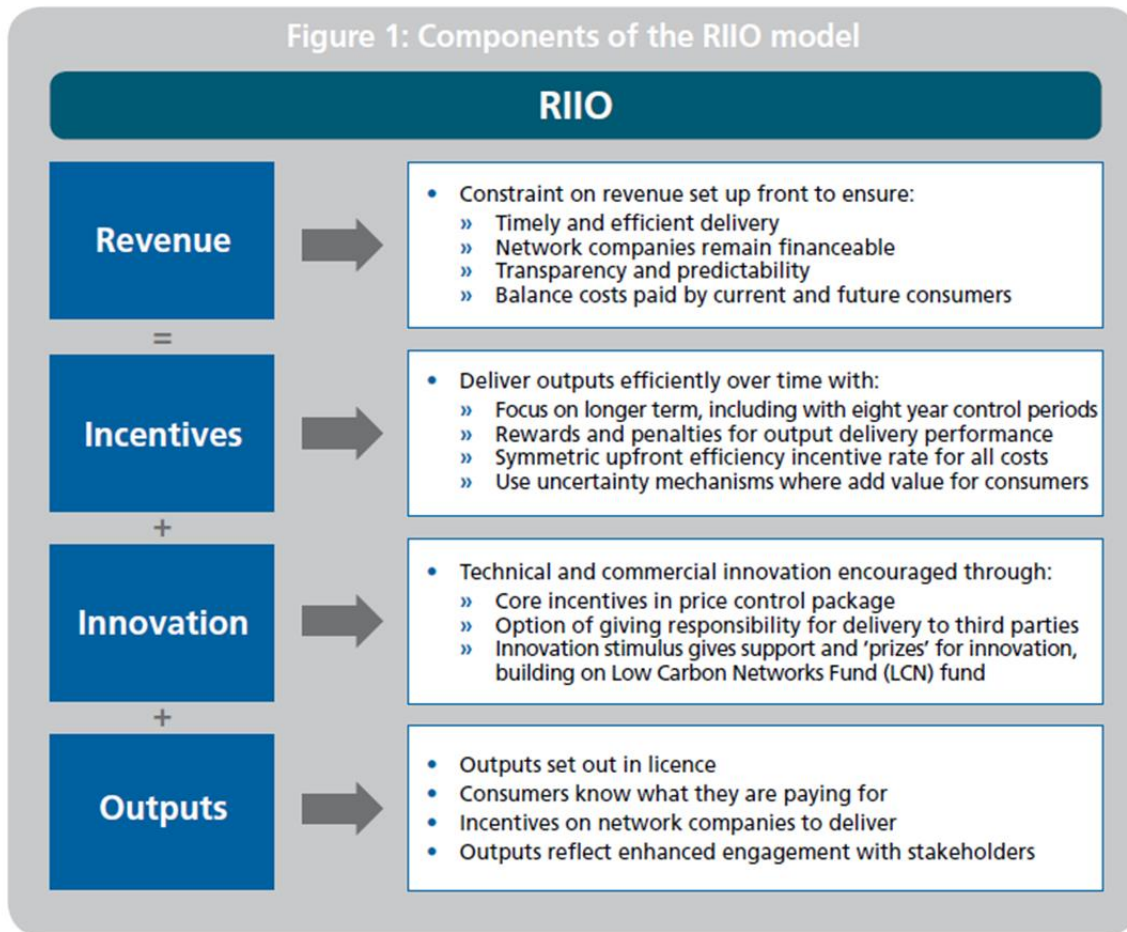 Figure 1: Components of the RIIO model
RIIO
Revenue
• Constraint on revenue set up front to ensure:
» Timely and efficient delivery
» Network companies remain financeable
» Transparency and predictability
» Balance costs paid by current and future consumers
=
Incentives
• Deliver outputs efficiently over time with:
» Focus on longer term, including with eight year control periods
» Rewards and penalties for output delivery performance
» Symmetric upfront efficiency incentive rate for all costs
» Use uncertainty mechanisms where add value for consumers
+
Innovation
• Technical and commercial innovation encouraged through:
» Core incentives in price control package
» Option of giving responsibility for delivery to third parties
» Innovation stimulus gives support and ‘prizes’ for innovation,
building on Low Carbon Networks Fund (LCN) fund
+
Outputs
• Outputs set out in licence
• Consumers know what they are paying for
• Incentives on network companies to deliver
• Outputs reflect enhanced engagement with stakeholders